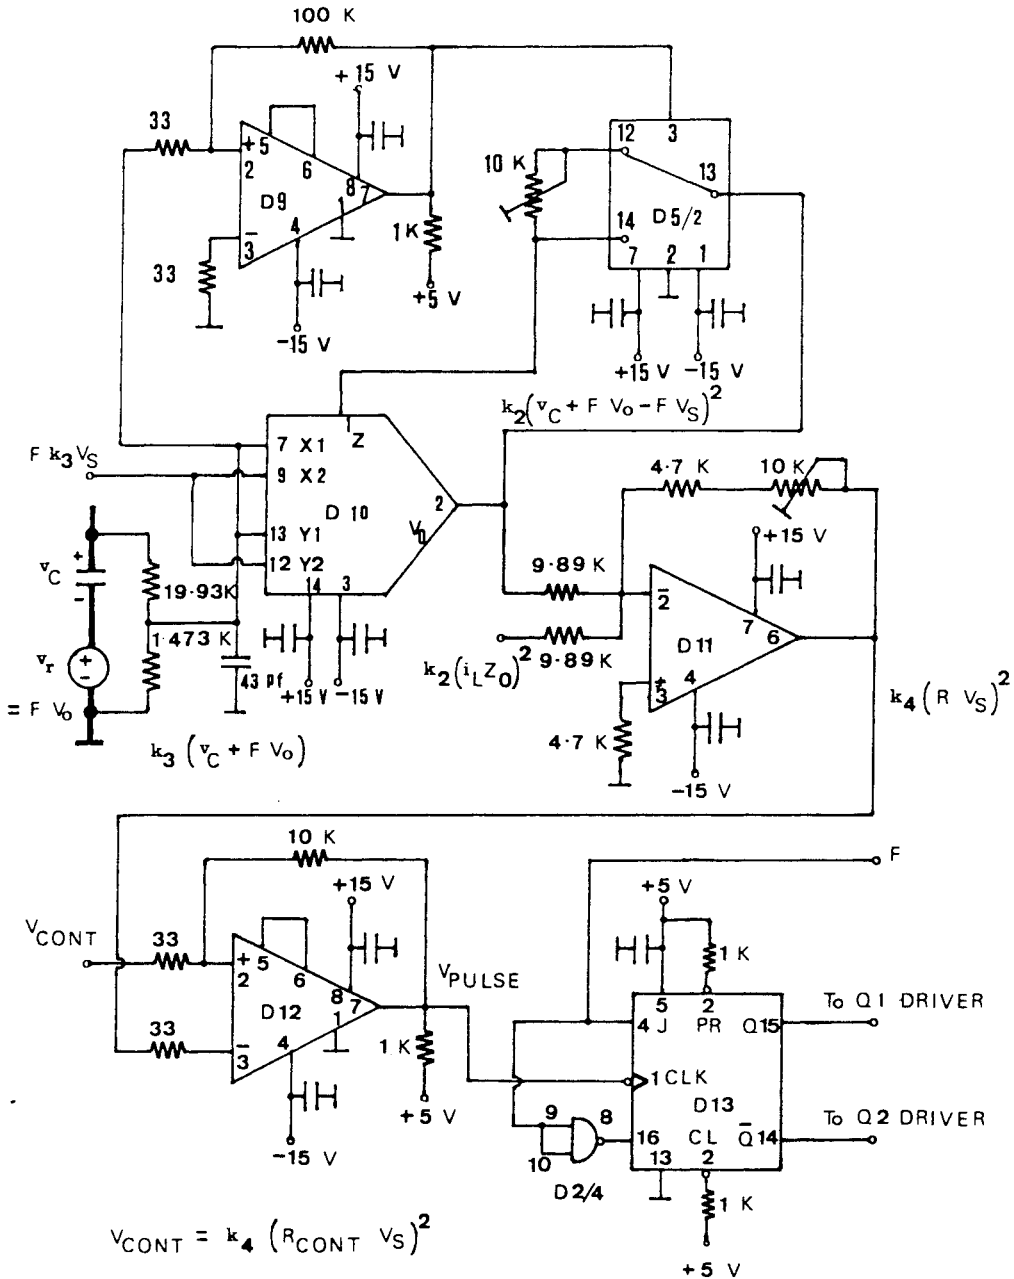 100 K
+15 V
33
+
5
2
6
8
7
D9
1
4
−
3
33
1K
+5 V
-15 V
12
3
10 K
13
14
D5/2
7
2
1
+15 V
-15 V
k2(vC + F Vo - F VS)²
F k3 VS
7 X1
Z
9 X2
D 10
2
V0
13 Y1
12 Y2
14
3
vC
+
-
19.93K
1.473 K
vr
+
-
43 pf
+15 V
-15 V
= F Vo
k3 (vC + F Vo)
4.7 K
10 K
+15 V
9.89 K
−
2
7
6
D11
9.89 K
k2(iLZ0)²
+
3
4
4.7 K
-15 V
k4(R VS)²
10 K
+15 V
F
+5 V
VCONT
33
+
2
5
6
8
7
VPULSE
D12
1
4
33
−
3
1 K
+5 V
-15 V
1 K
5
2
4 J
PR
Q15
To Q1 DRIVER
1 CLK
D13
9
8
10
16
CL
Q̄ 14
To Q2 DRIVER
13
2
D2/4
1 K
+5 V
VCONT = k4 (RCONT VS)²